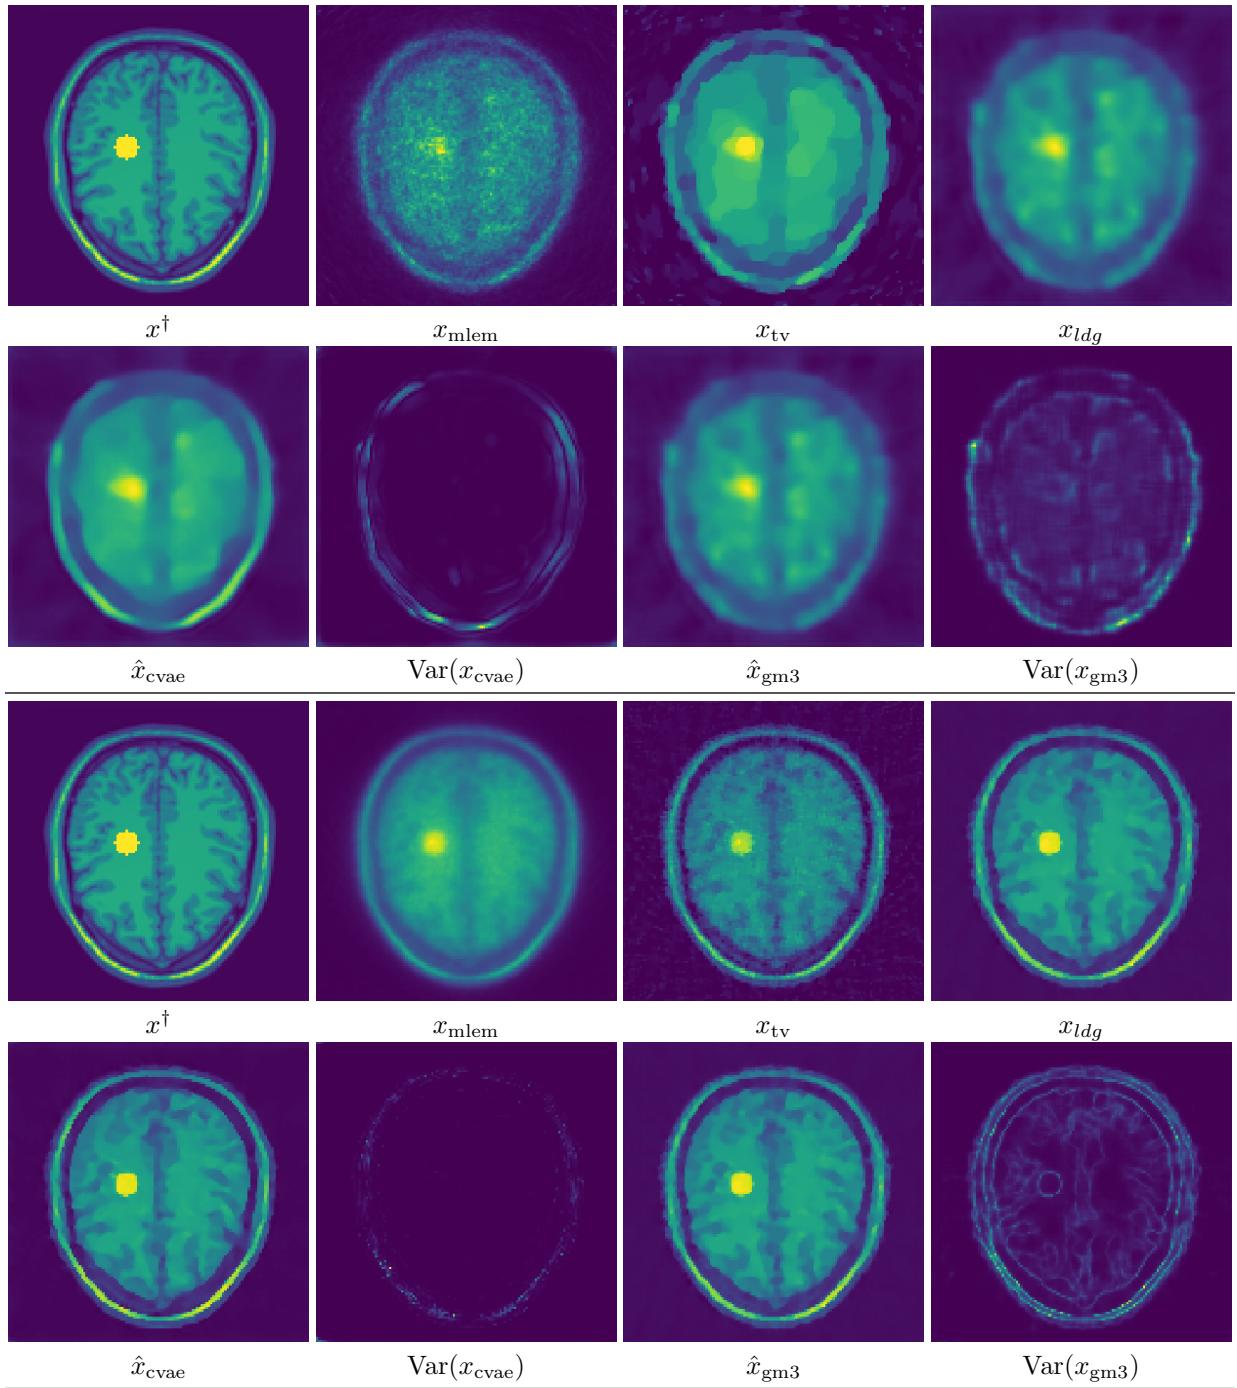 x† x_mlem x_tv x_ldg
x̂_cvae Var(x_cvae) x̂_gm3 Var(x_gm3)
x† x_mlem x_tv x_ldg
x̂_cvae Var(x_cvae) x̂_gm3 Var(x_gm3)